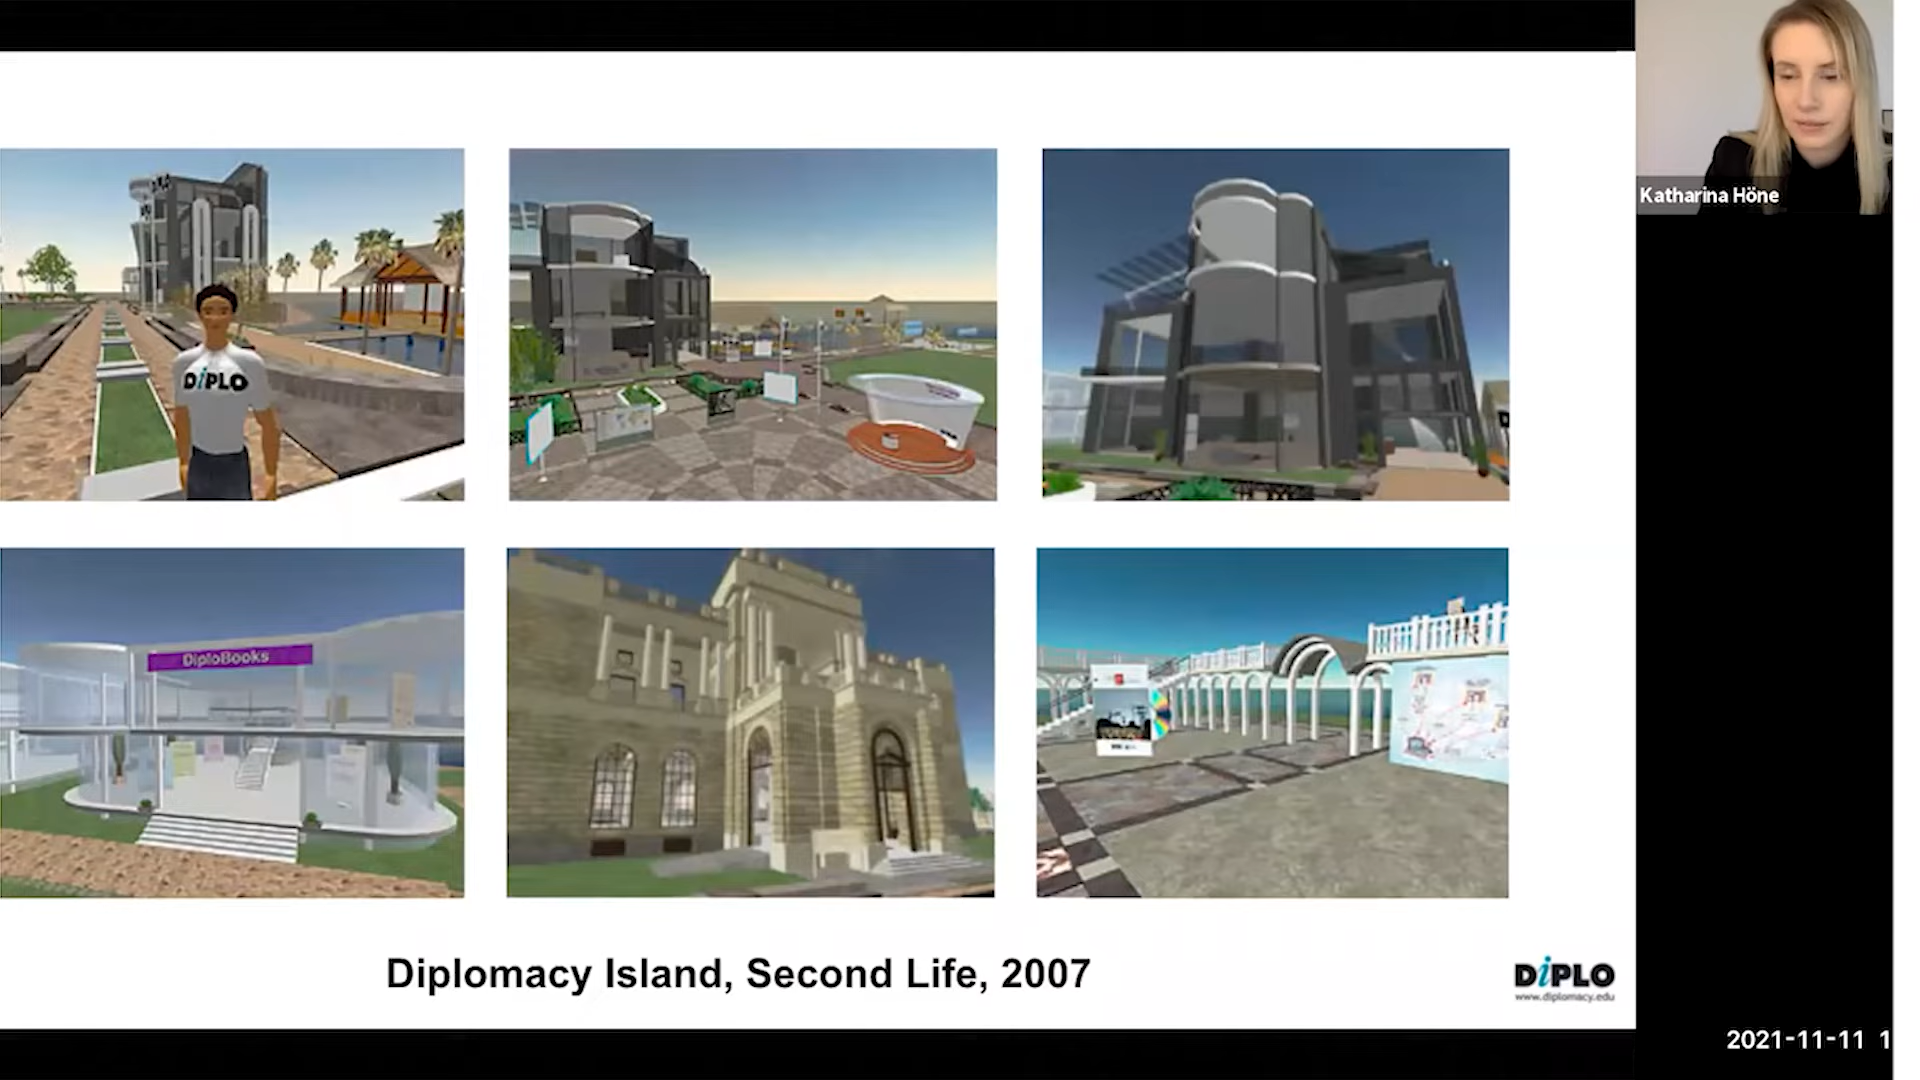 DiPLO
DiploBooks
Diplomacy Island, Second Life, 2007
DiPLO
www.diplomacy.edu
Katharina Höne
2021-11-11 1